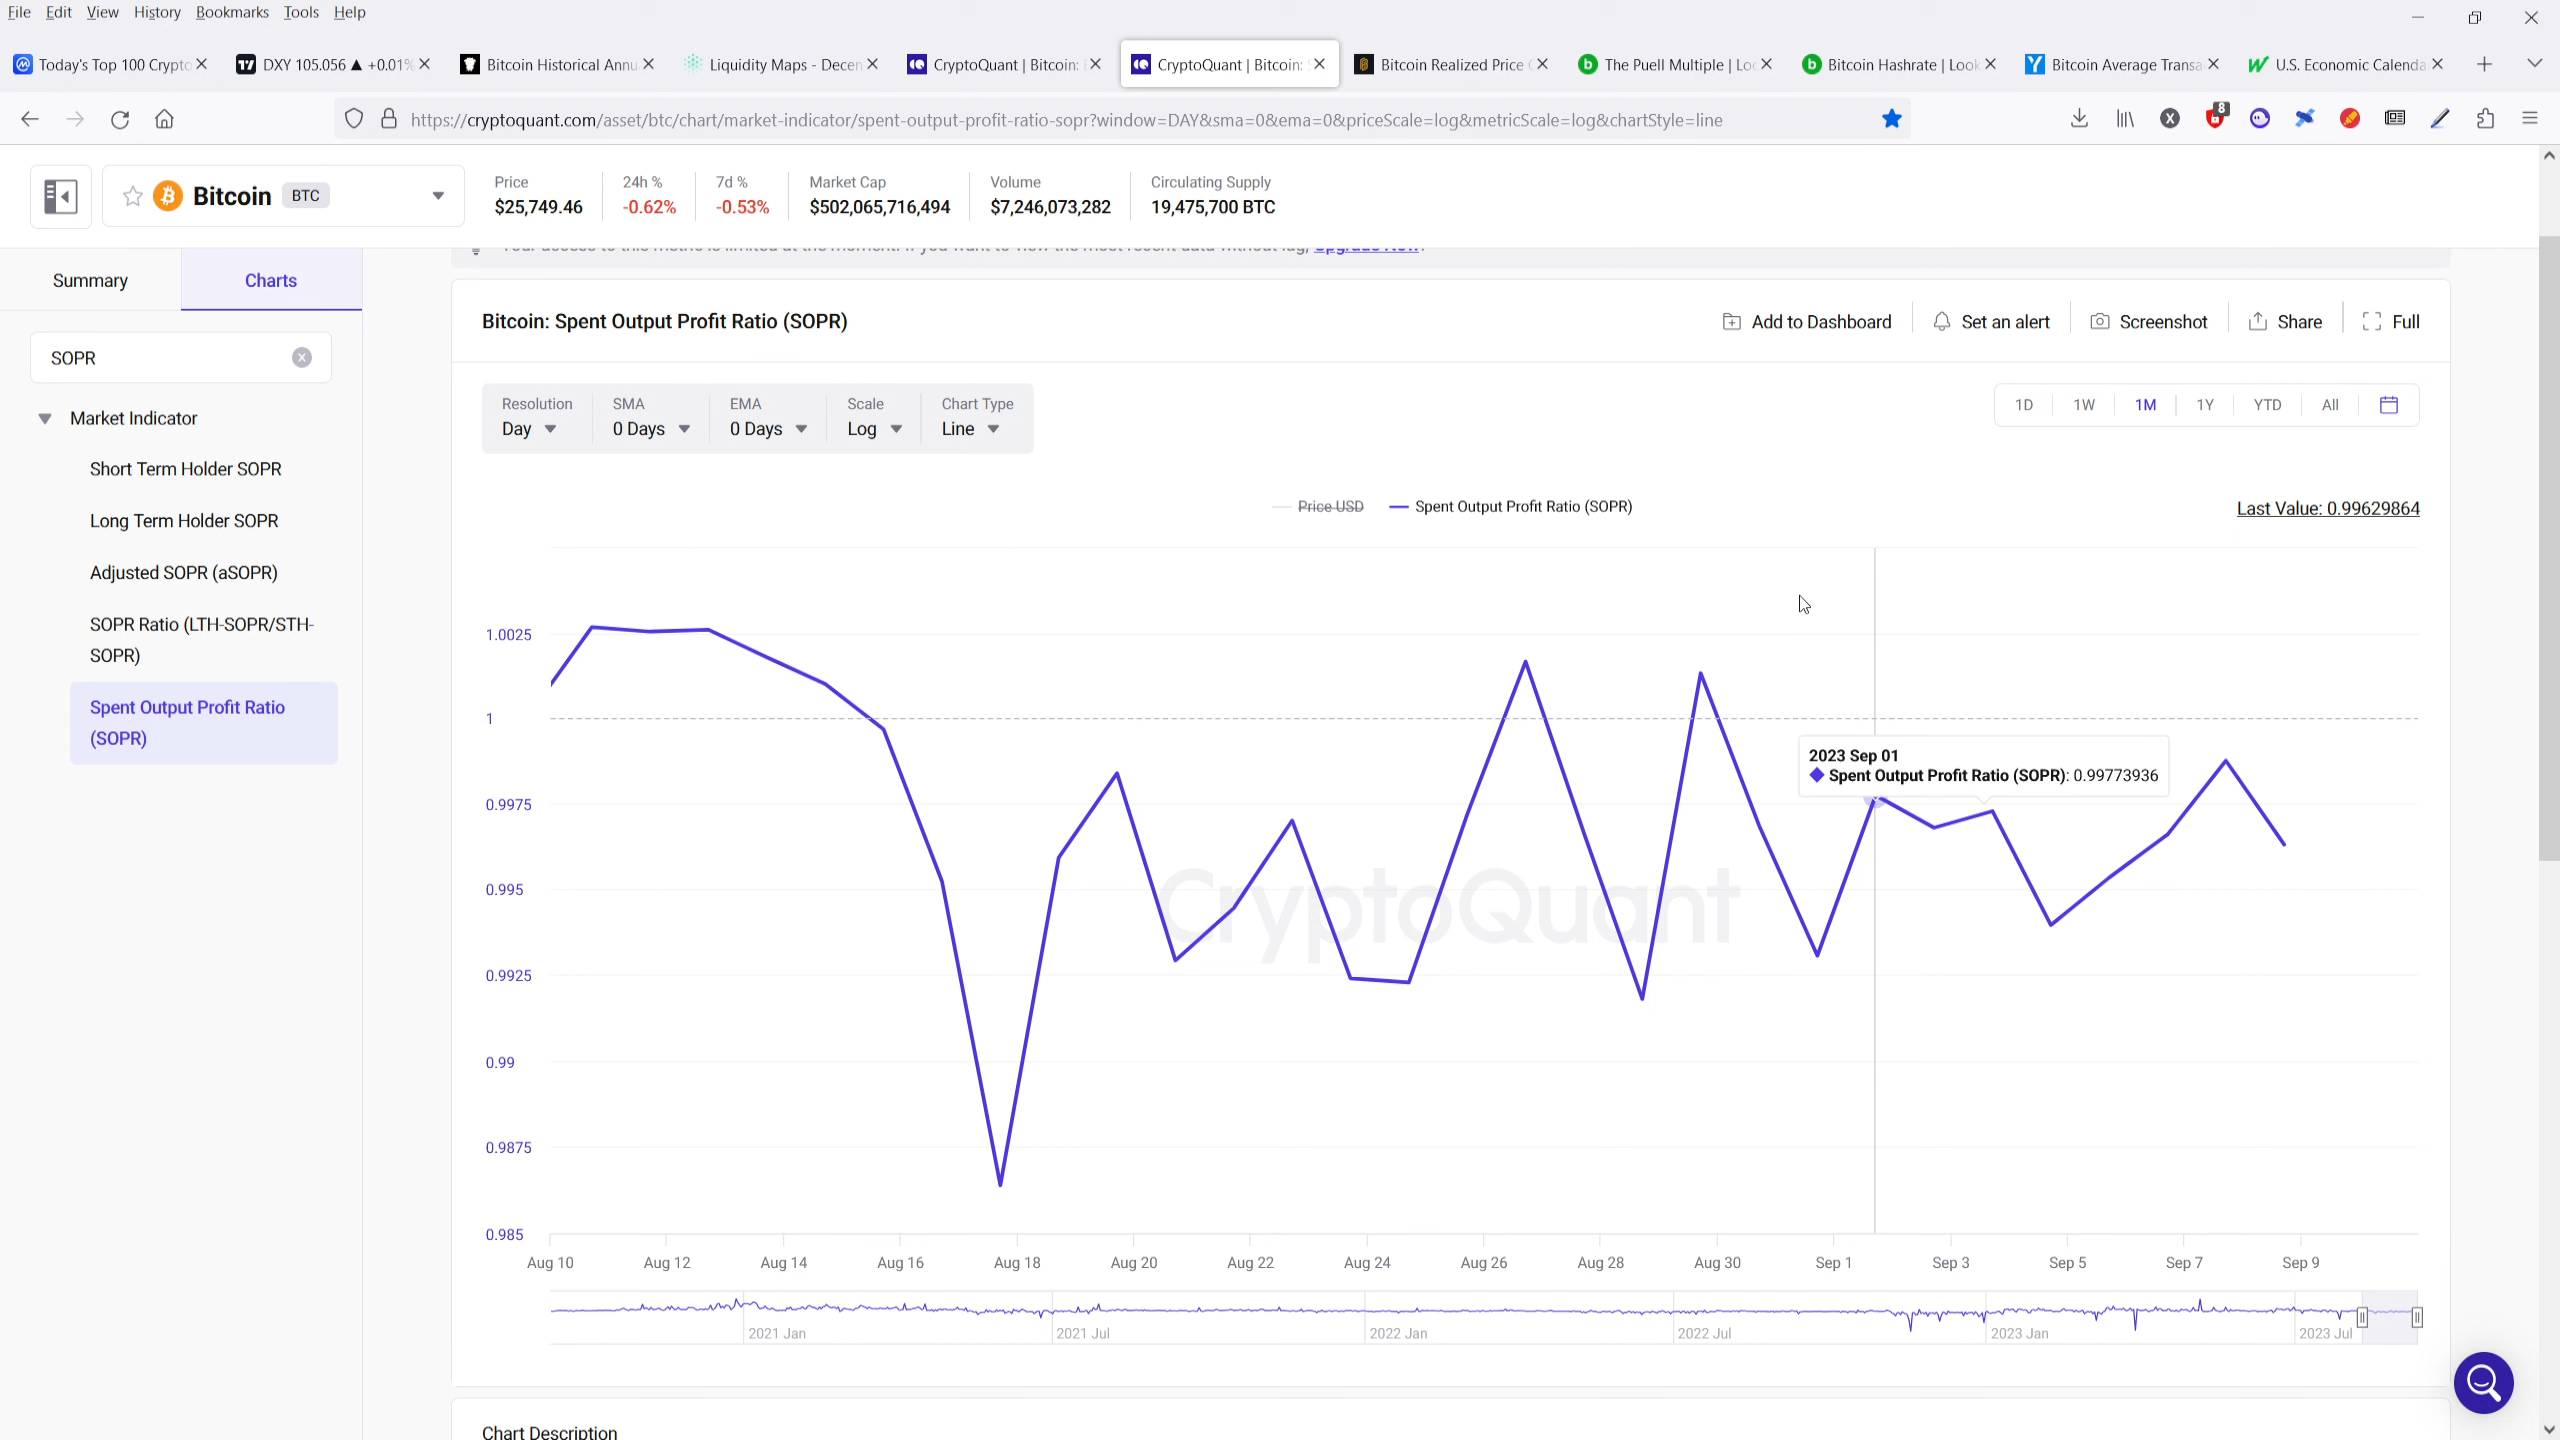 File Edit View History Bookmarks Tools Help
Today's Top 100 Crypto
DXY 105.056 ▲ +0.01%
Bitcoin Historical Annu
Liquidity Maps - Decen
CryptoQuant | Bitcoin:
CryptoQuant | Bitcoin:
Bitcoin Realized Price
The Puell Multiple | Loo
Bitcoin Hashrate | Look
Bitcoin Average Transa
U.S. Economic Calenda
https://cryptoquant.com/asset/btc/chart/market-indicator/spent-output-profit-ratio-sopr?window=DAY&sma=0&ema=0&priceScale=log&metricScale=log&chartStyle=line
8
Bitcoin BTC
Price 24h % 7d % Market Cap Volume Circulating Supply
$25,749.46 -0.62% -0.53% $502,065,716,494 $7,246,073,282 19,475,700 BTC
Summary Charts
SOPR
Market Indicator
Short Term Holder SOPR
Long Term Holder SOPR
Adjusted SOPR (aSOPR)
SOPR Ratio (LTH-SOPR/STH-
SOPR)
Spent Output Profit Ratio
(SOPR)
Bitcoin: Spent Output Profit Ratio (SOPR)
Add to Dashboard Set an alert Screenshot Share Full
Resolution SMA EMA Scale Chart Type
Day 0 Days 0 Days Log Line
1D 1W 1M 1Y YTD All
Price USD Spent Output Profit Ratio (SOPR)
Last Value: 0.99629864
1.0025
1
0.9975
0.995
0.9925
0.99
0.9875
0.985
2023 Sep 01
Spent Output Profit Ratio (SOPR): 0.99773936
CryptoQuant
Aug 10 Aug 12 Aug 14 Aug 16 Aug 18 Aug 20 Aug 22 Aug 24 Aug 26 Aug 28 Aug 30 Sep 1 Sep 3 Sep 5 Sep 7 Sep 9
2021 Jan 2021 Jul 2022 Jan 2022 Jul 2023 Jan 2023 Jul
Chart Description